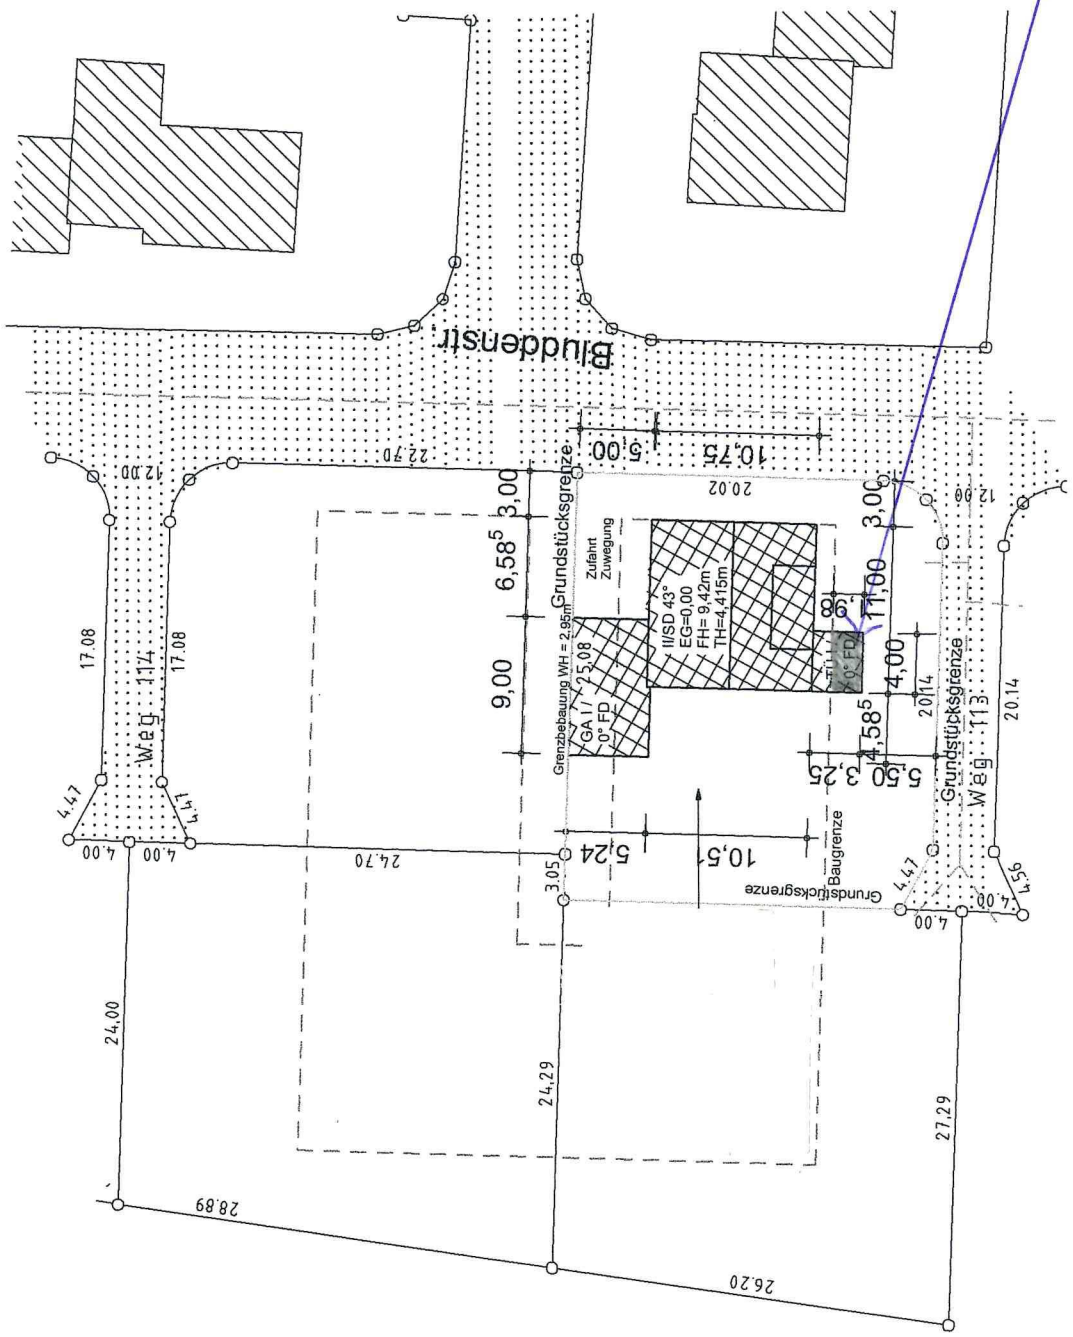 Bluddenstr
12.00
22.70
Grundstücksgrenze
5,00
10,75
20.02
12.00
3,00
6,58⁵
9,00
Zufahrt
Zuwegung
3,00
17.08
Weg 114
17.08
Grenzbebauung WH = 2,95m
GA I / 25,08
0° FD
II/SD 43°
EG=0,00
FH= 9,42m
TH=4,415m
11,00
0° FD
4,00
4,58⁵
20.14
Grundstücksgrenze
Weg 113
20.14
3,25
5,50
4.47
4.47
4.00
4.00
24.70
5,24
10,51
3.05
Baugrenze
Grundstücksgrenze
4.47
4.56
4.00
4.00
24,00
24,29
27,29
28.89
26.20